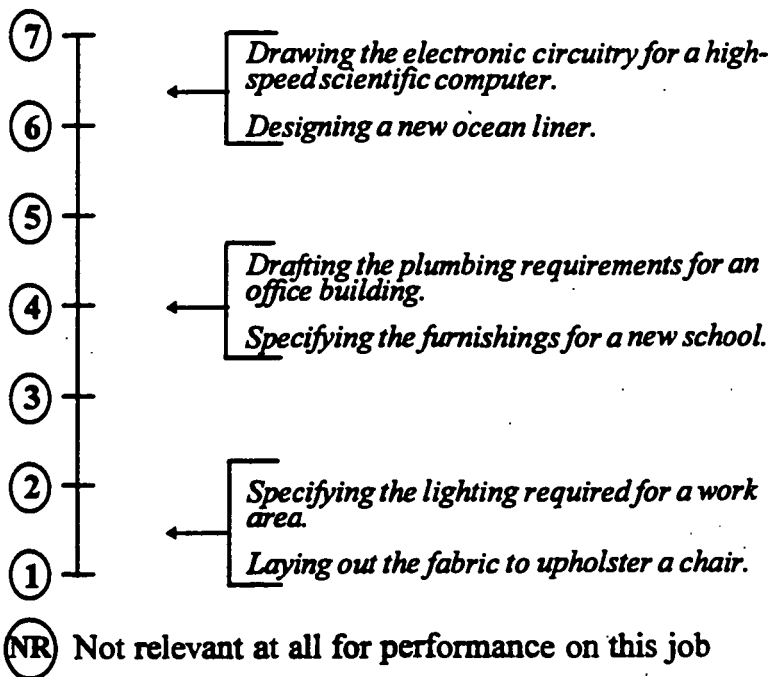 7
Drawing the electronic circuitry for a high-
speed scientific computer.
6
Designing a new ocean liner.
5
Drafting the plumbing requirements for an
office building.
4
Specifying the furnishings for a new school.
3
2
Specifying the lighting required for a work
area.
Laying out the fabric to upholster a chair.
1
NR Not relevant at all for performance on this job